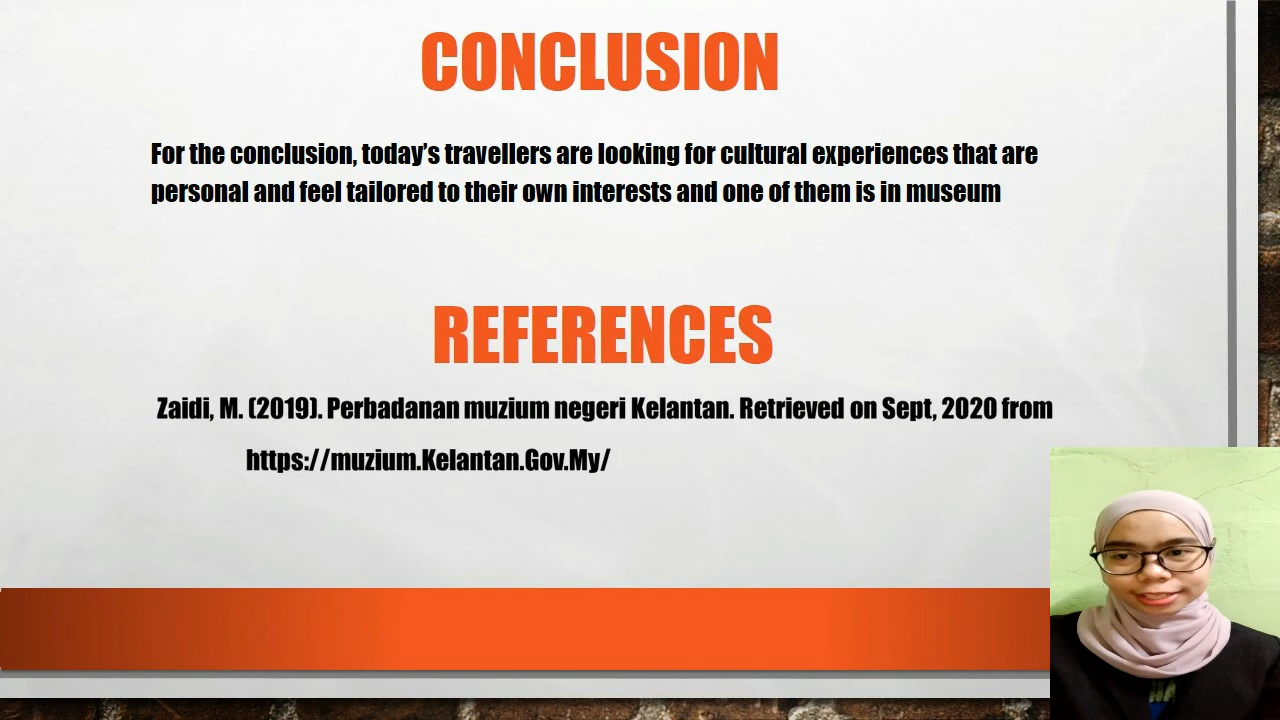 CONCLUSION
For the conclusion, today's travellers are looking for cultural experiences that are
personal and feel tailored to their own interests and one of them is in museum
REFERENCES
Zaidi, M. (2019). Perbadanan muzium negeri Kelantan. Retrieved on Sept, 2020 from
https://muzium.Kelantan.Gov.My/